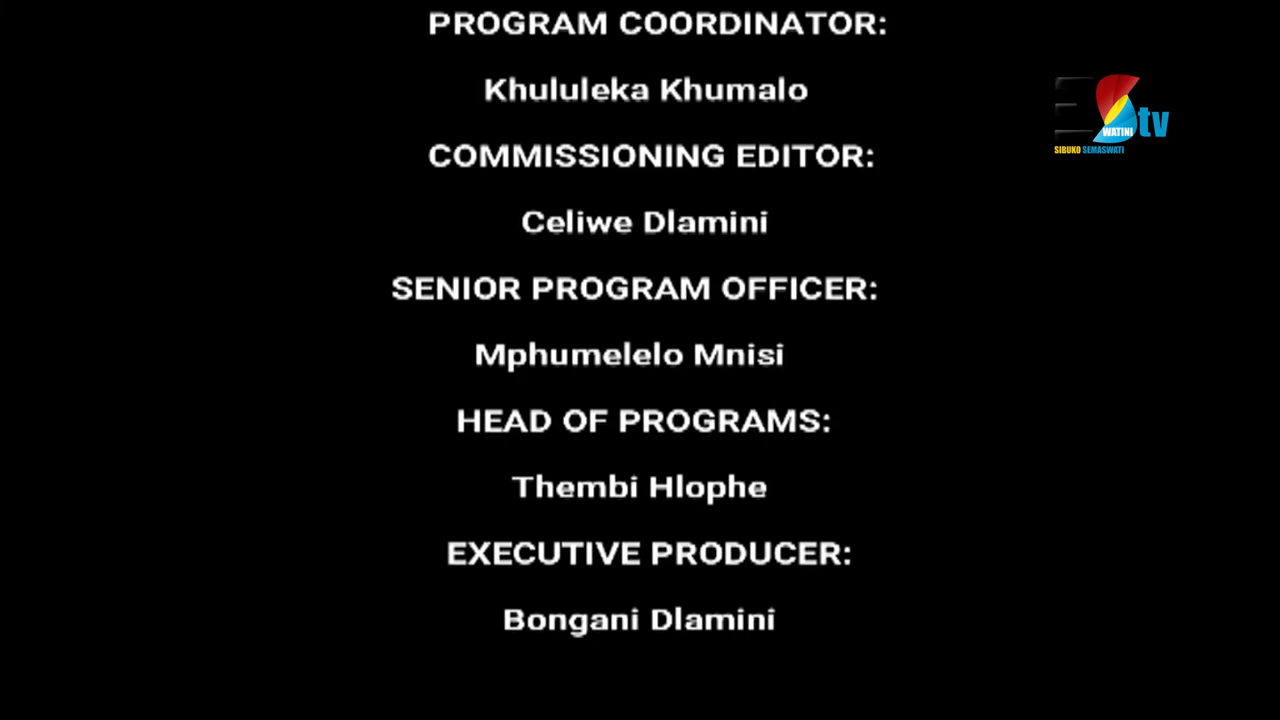 PROGRAM COORDINATOR:
Khululeka Khumalo
COMMISSIONING EDITOR:
Celiwe Dlamini
SENIOR PROGRAM OFFICER:
Mphumelelo Mnisi
HEAD OF PROGRAMS:
Thembi Hlophe
EXECUTIVE PRODUCER:
Bongani Dlamini
ESWATINI tv
SIBUKO SEMASWATI